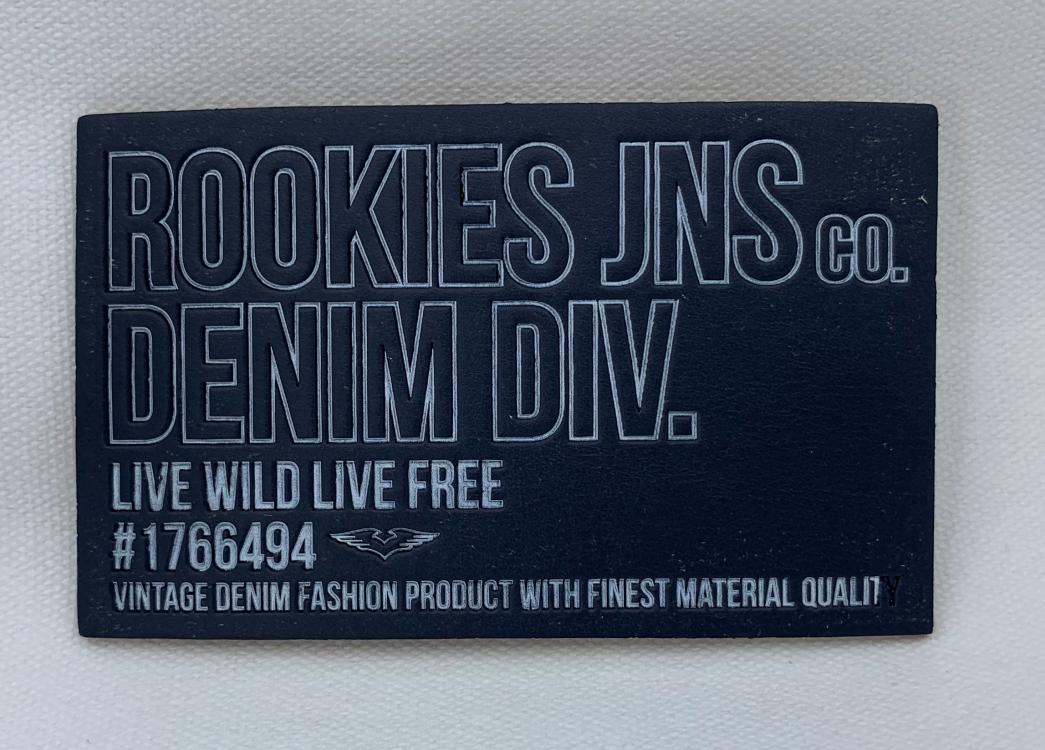 ROOKIES JNS CO.
DENIM DIV.
LIVE WILD LIVE FREE
#1766494
VINTAGE DENIM FASHION PRODUCT WITH FINEST MATERIAL QUALITY